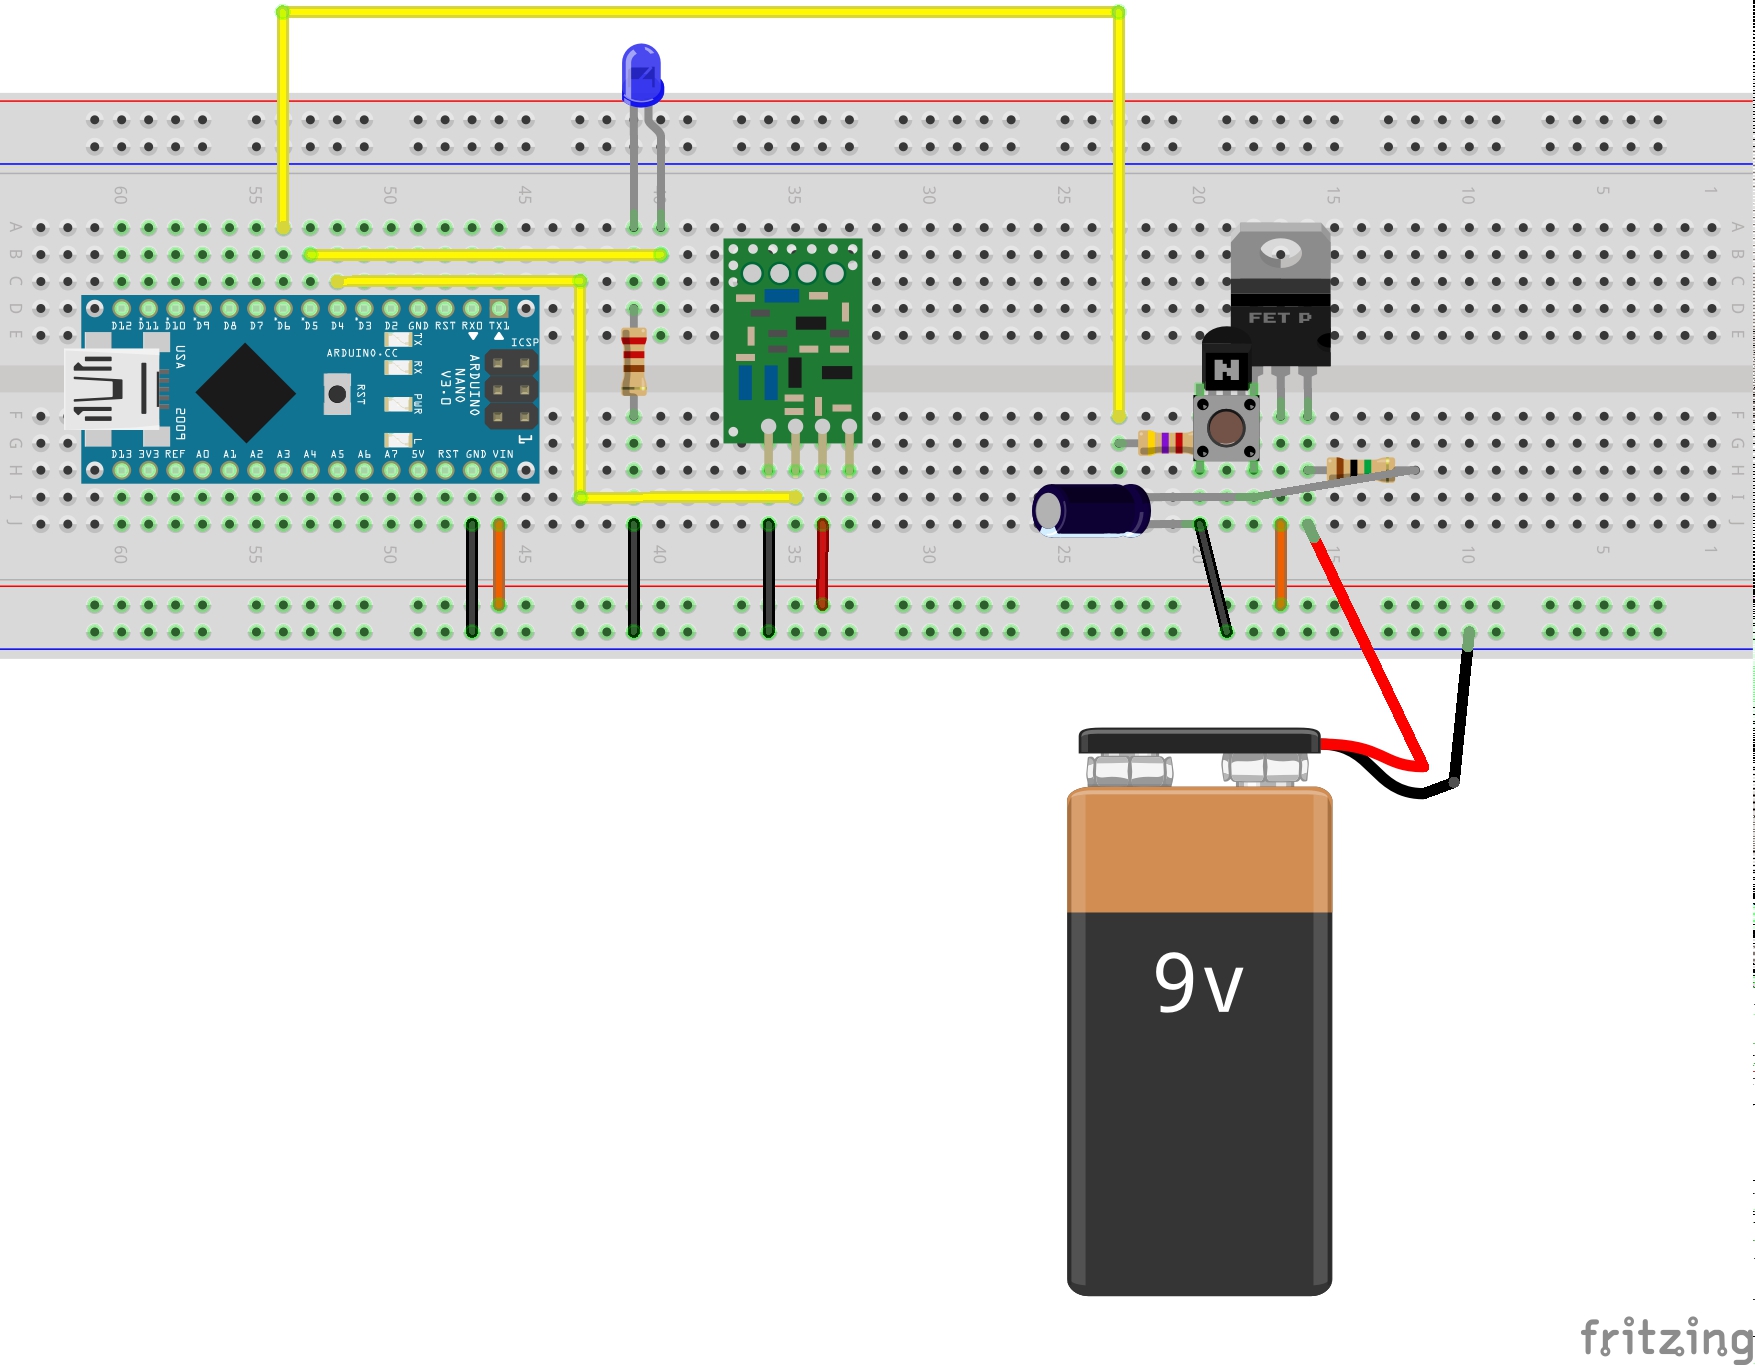 60 55 50 45 40 35 30 25 20 15 10 5 1
A A
B B
C C
D D
E E
D12 D11 D10 D9 D8 D7 D6 D5 D4 D3 D2 GND RST RX0 TX1
USA
ARDUINO.CC
TX
RX
RST
PWR
L
ICSP
ARDUINO
NANO
V3.0
2009
1
D13 3V3 REF A0 A1 A2 A3 A4 A5 A6 A7 5V RST GND VIN
FET P
N
F F
G G
H H
I I
J J
60 55 50 45 40 35 30 25 20 15 10 5 1
9v
fritzing